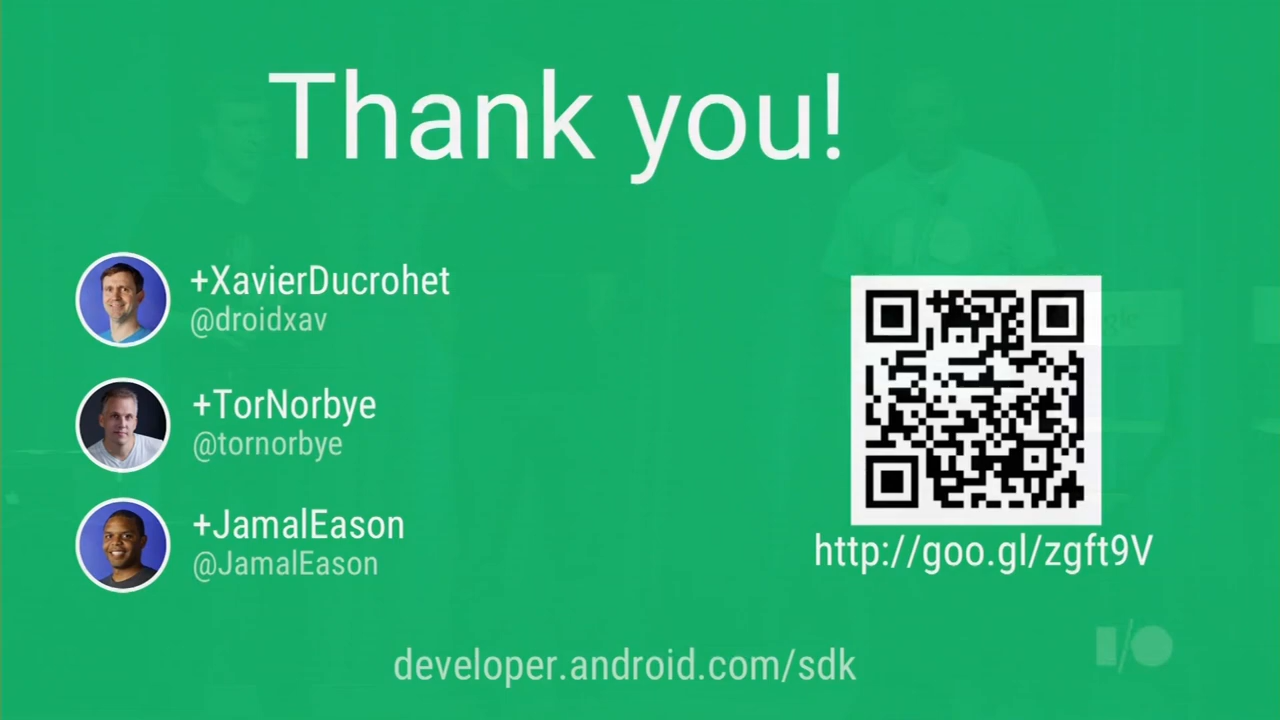 Thank you!
+XavierDucrohet
@droidxav
+TorNorbye
@tornorbye
+JamalEason
@JamalEason
http://goo.gl/zgft9V
developer.android.com/sdk
I/O